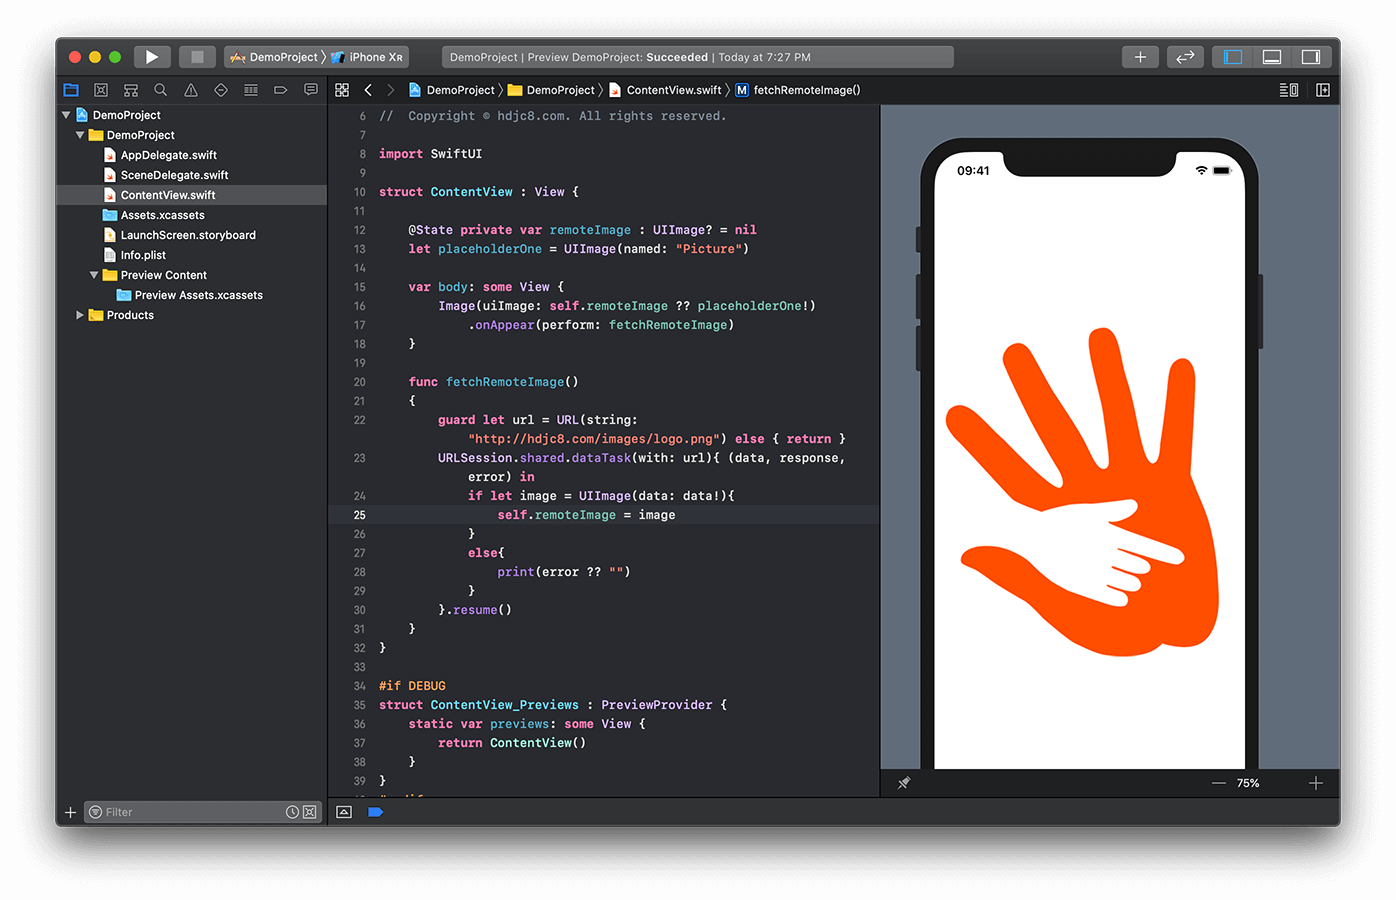 DemoProject iPhone XR
DemoProject | Preview DemoProject: Succeeded | Today at 7:27 PM
DemoProject DemoProject ContentView.swift M fetchRemoteImage()
DemoProject
DemoProject
AppDelegate.swift
SceneDelegate.swift
ContentView.swift
Assets.xcassets
LaunchScreen.storyboard
Info.plist
Preview Content
Preview Assets.xcassets
Products
Filter
6 // Copyright © hdjc8.com. All rights reserved.
7
8 import SwiftUI
9
10 struct ContentView : View {
11
12 @State private var remoteImage : UIImage? = nil
13 let placeholderOne = UIImage(named: "Picture")
14
15 var body: some View {
16 Image(uiImage: self.remoteImage ?? placeholderOne!)
17 .onAppear(perform: fetchRemoteImage)
18 }
19
20 func fetchRemoteImage()
21 {
22 guard let url = URL(string:
"http://hdjc8.com/images/logo.png") else { return }
23 URLSession.shared.dataTask(with: url){ (data, response,
error) in
24 if let image = UIImage(data: data!){
25 self.remoteImage = image
26 }
27 else{
28 print(error ?? "")
29 }
30 }.resume()
31 }
32 }
33
34 #if DEBUG
35 struct ContentView_Previews : PreviewProvider {
36 static var previews: some View {
37 return ContentView()
38 }
39 }
09:41
75%